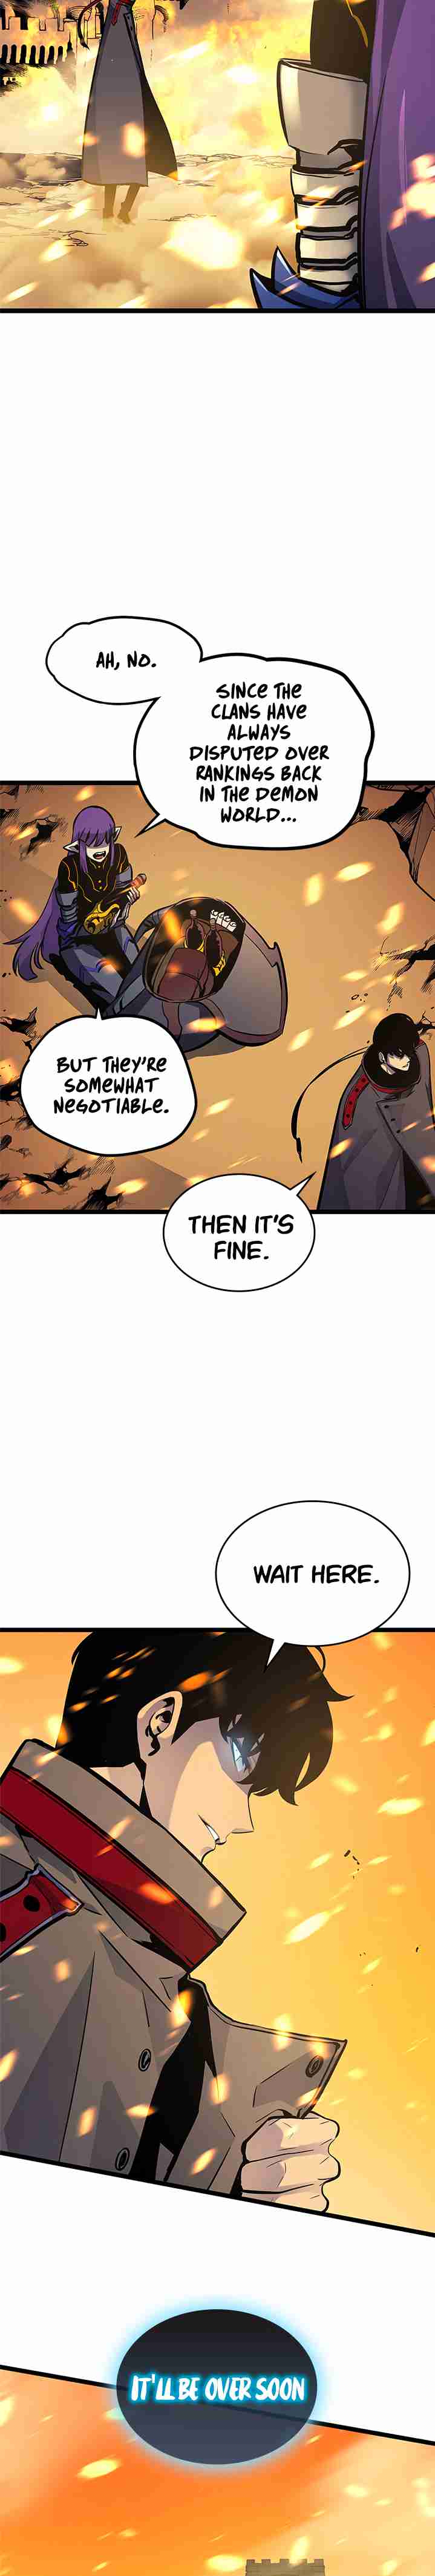 AH, NO.
SINCE THE
CLANS HAVE
ALWAYS
DISPUTED OVER
RANKINGS BACK
IN THE DEMON
WORLD...
BUT THEY'RE
SOMEWHAT
NEGOTIABLE.
THEN IT'S
FINE.
WAIT HERE.
IT'LL BE OVER SOON